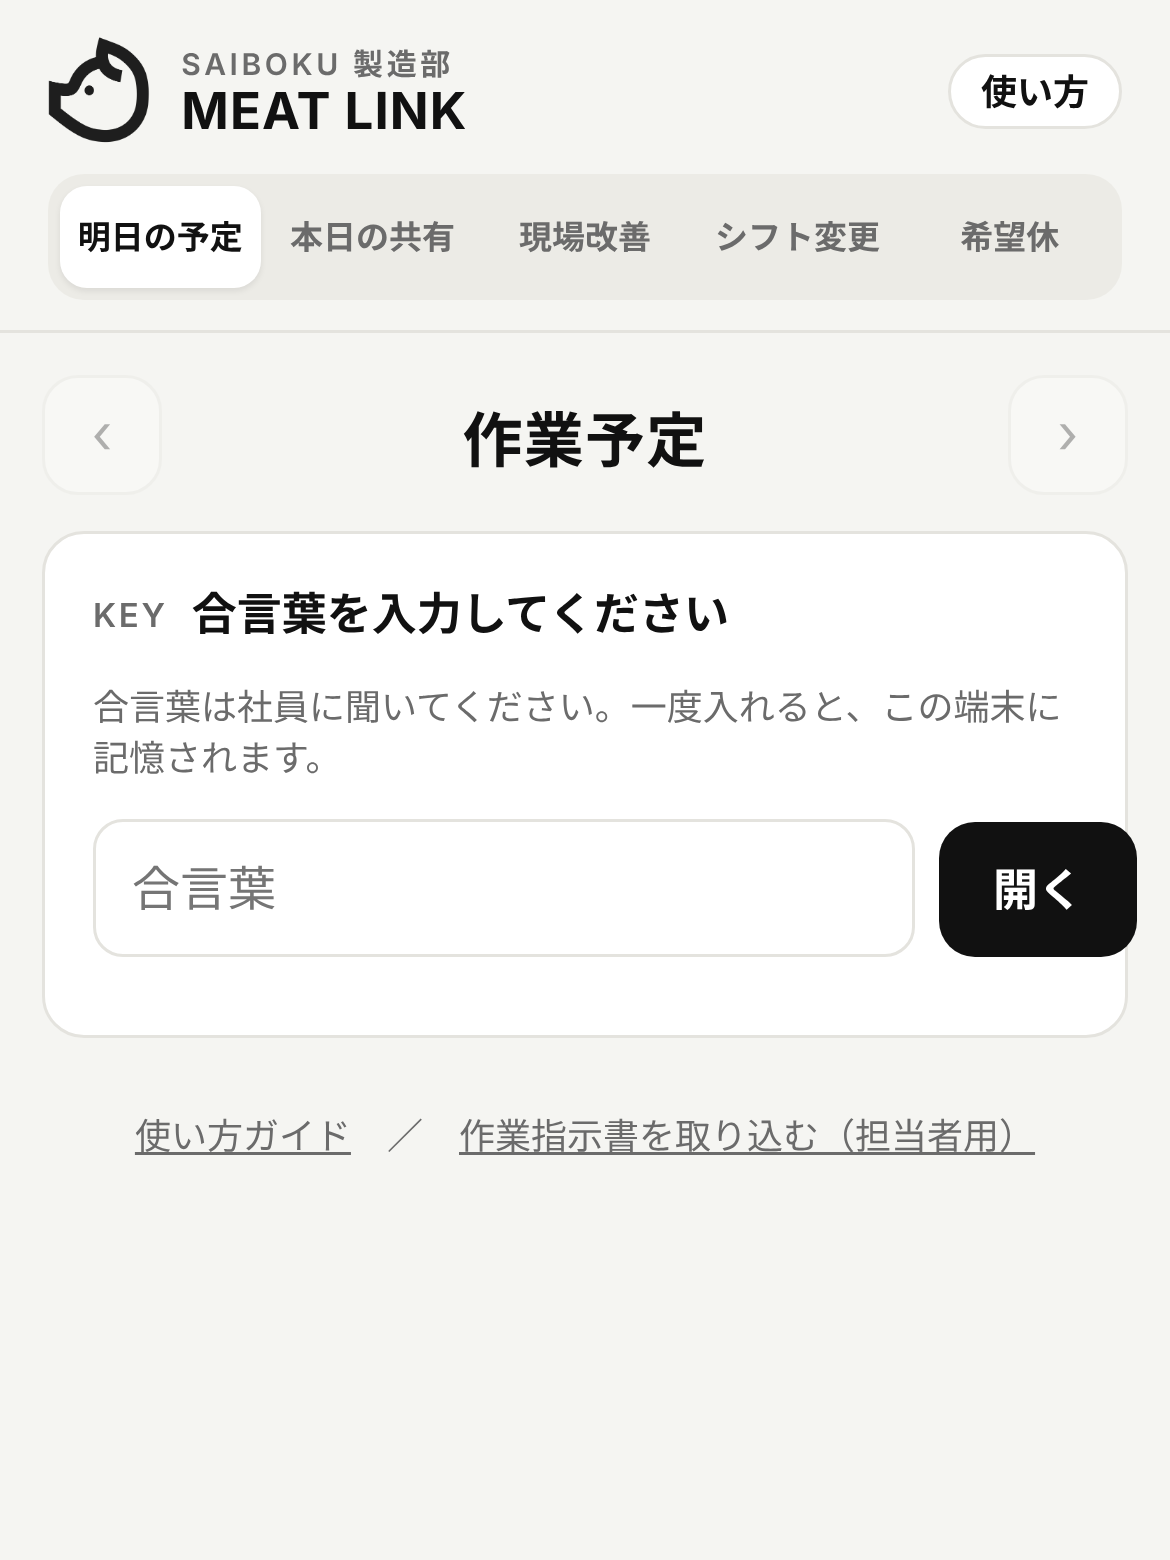 SAIBOKU 製造部
MEAT LINK
使い方
明日の予定 本日の共有 現場改善 シフト変更 希望休
‹ 作業予定 ›
KEY 合言葉を入力してください
合言葉は社員に聞いてください。一度入れると、この端末に
記憶されます。
合言葉 開く
使い方ガイド ／ 作業指示書を取り込む（担当者用）